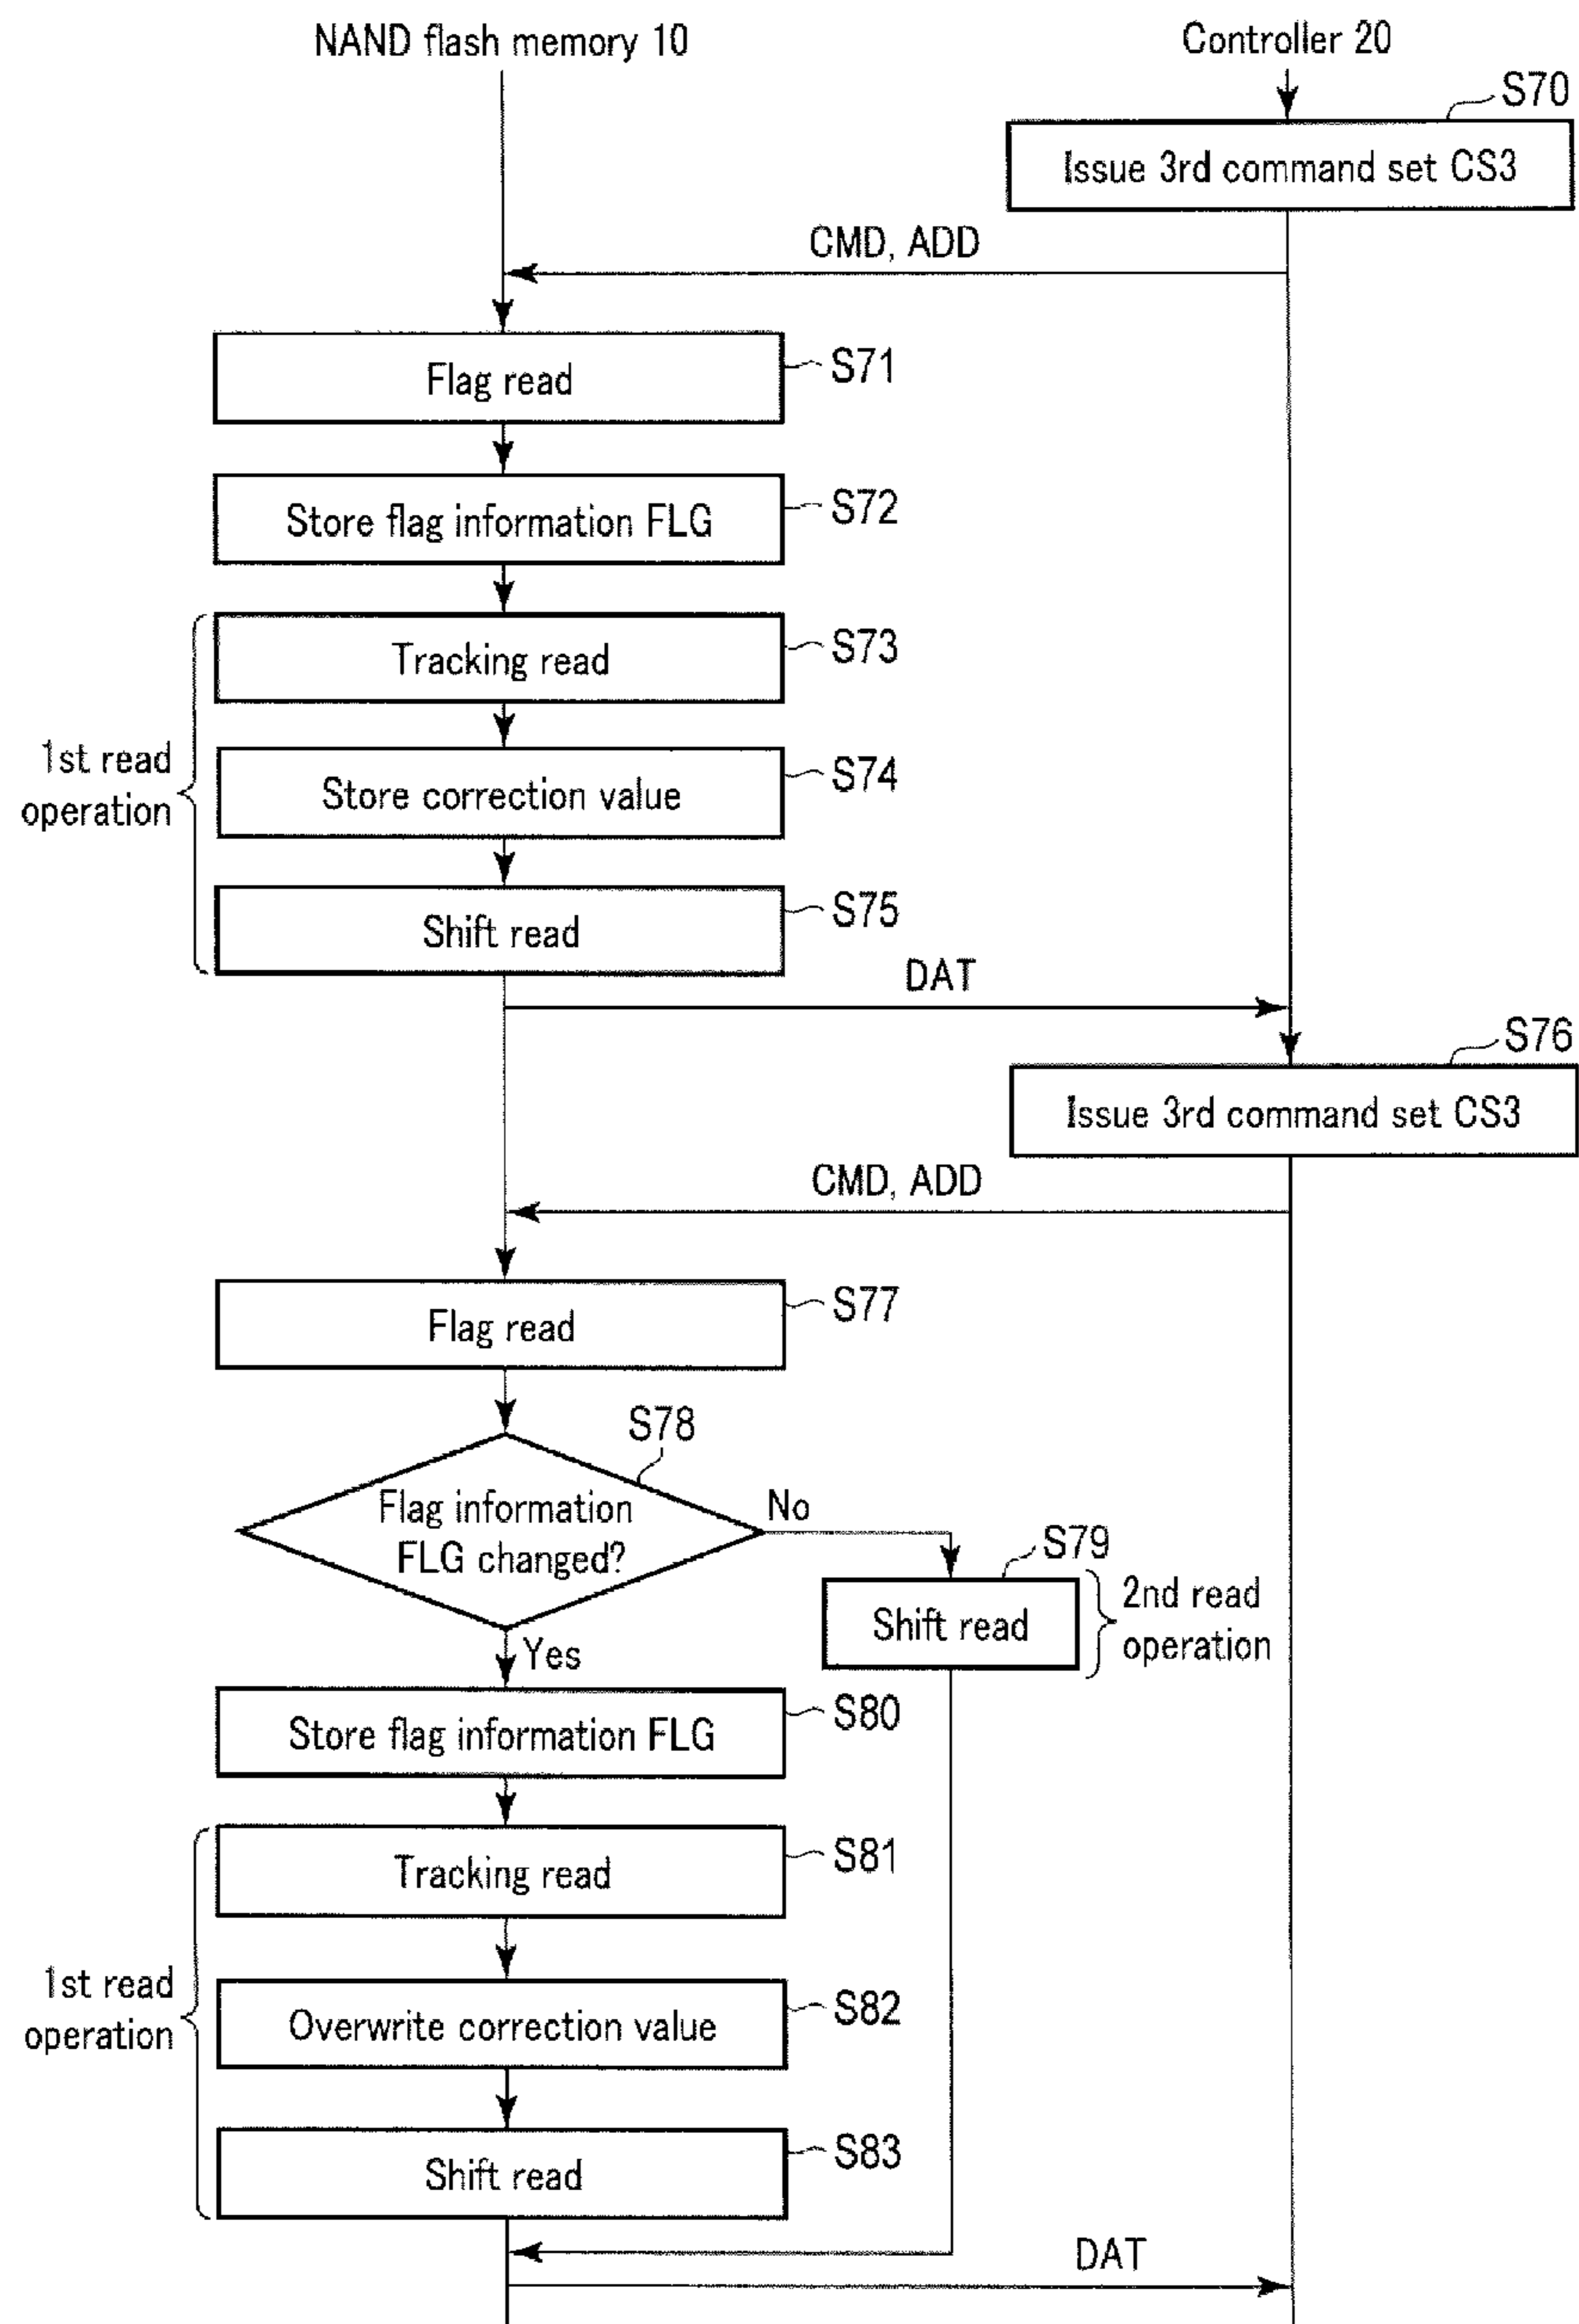 NAND flash memory 10
Controller 20
S70
Issue 3rd command set CS3
CMD, ADD
Flag read
S71
Store flag information FLG
S72
Tracking read
S73
1st read
operation
Store correction value
S74
Shift read
S75
DAT
S76
Issue 3rd command set CS3
CMD, ADD
Flag read
S77
S78
Flag information
FLG changed?
No
S79
Shift read
2nd read
operation
Yes
Store flag information FLG
S80
Tracking read
S81
1st read
operation
Overwrite correction value
S82
Shift read
S83
DAT